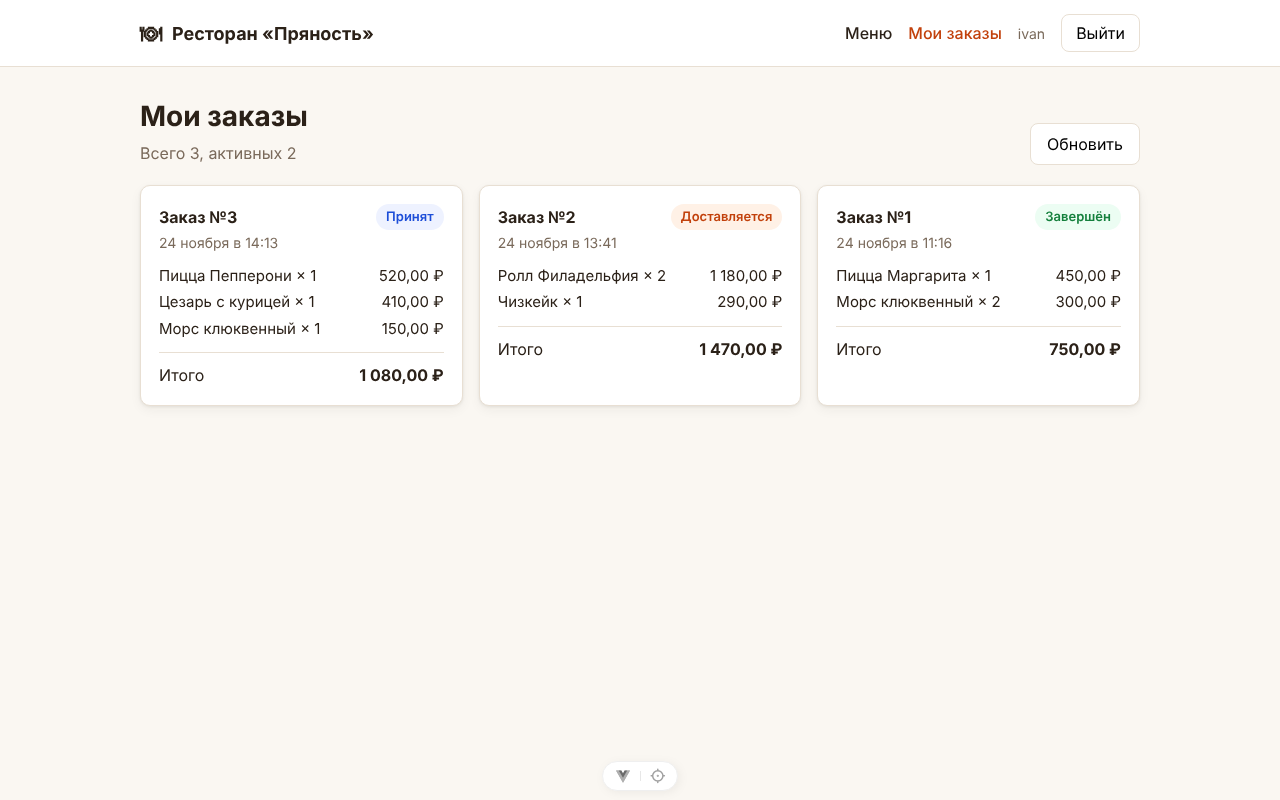 Ресторан «Пряность» Меню Мои заказы ivan Выйти
Мои заказы
Всего 3, активных 2
Обновить
Заказ №3 Принят
24 ноября в 14:13
Пицца Пепперони × 1 520,00 ₽
Цезарь с курицей × 1 410,00 ₽
Морс клюквенный × 1 150,00 ₽
Итого 1 080,00 ₽
Заказ №2 Доставляется
24 ноября в 13:41
Ролл Филадельфия × 2 1 180,00 ₽
Чизкейк × 1 290,00 ₽
Итого 1 470,00 ₽
Заказ №1 Завершён
24 ноября в 11:16
Пицца Маргарита × 1 450,00 ₽
Морс клюквенный × 2 300,00 ₽
Итого 750,00 ₽